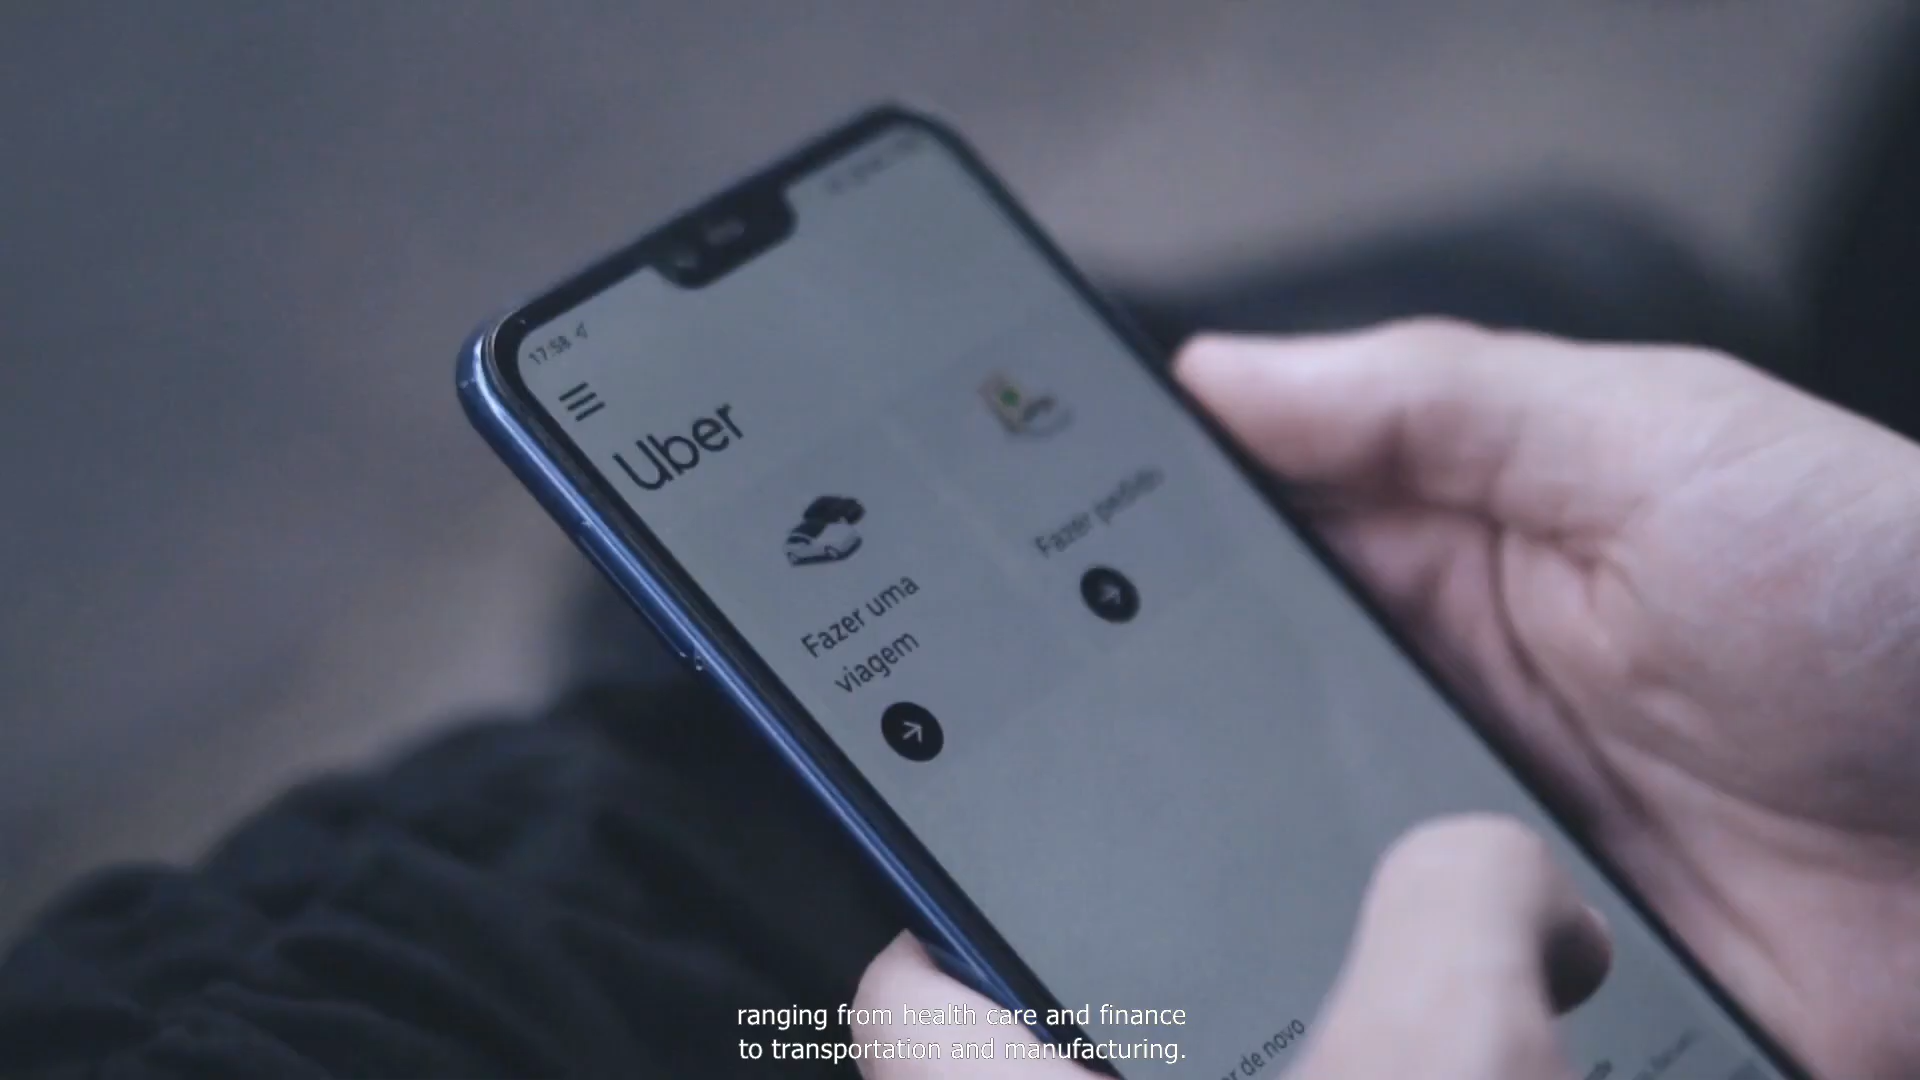 17:58
Uber
Fazer uma
viagem
Fazer pedido
de novo
ranging from health care and finance
to transportation and manufacturing.